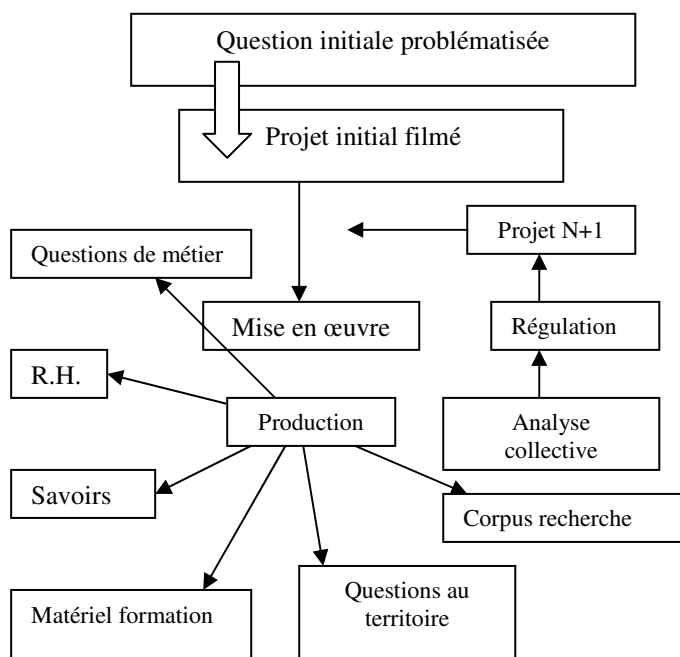 Question initiale problématisée
Projet initial filmé
Projet N+1
Questions de métier
Mise en œuvre
Régulation
R.H.
Production
Analyse
collective
Savoirs
Corpus recherche
Matériel formation
Questions au
territoire